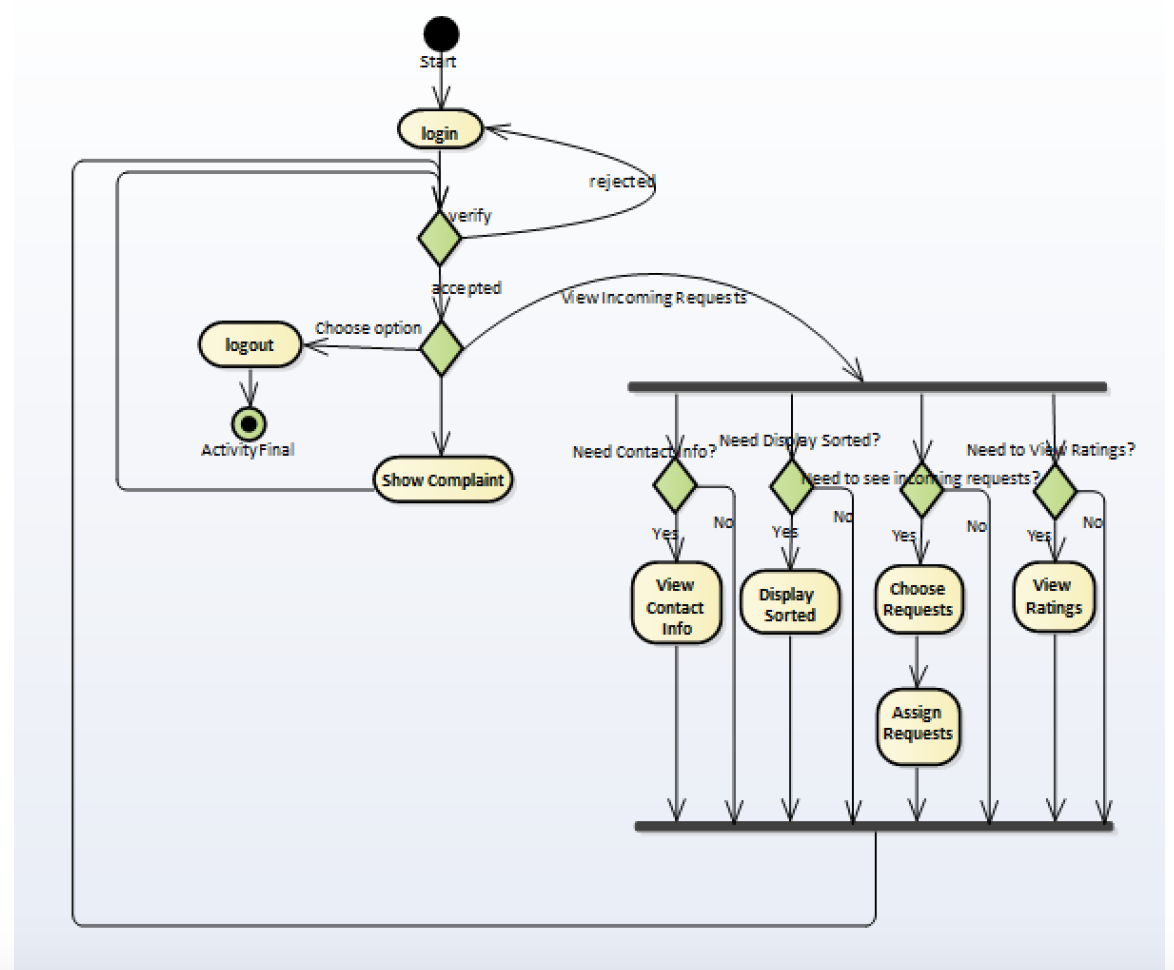 Start
login
rejected
verify
accepted
View Incoming Requests
Choose option
logout
Activity Final
Show Complaint
Need Contact Info?
Need Display Sorted?
Need to see incoming requests?
Need to View Ratings?
Yes
No
Yes
No
Yes
No
Yes
No
View
Contact
Info
Display
Sorted
Choose
Requests
View
Ratings
Assign
Requests